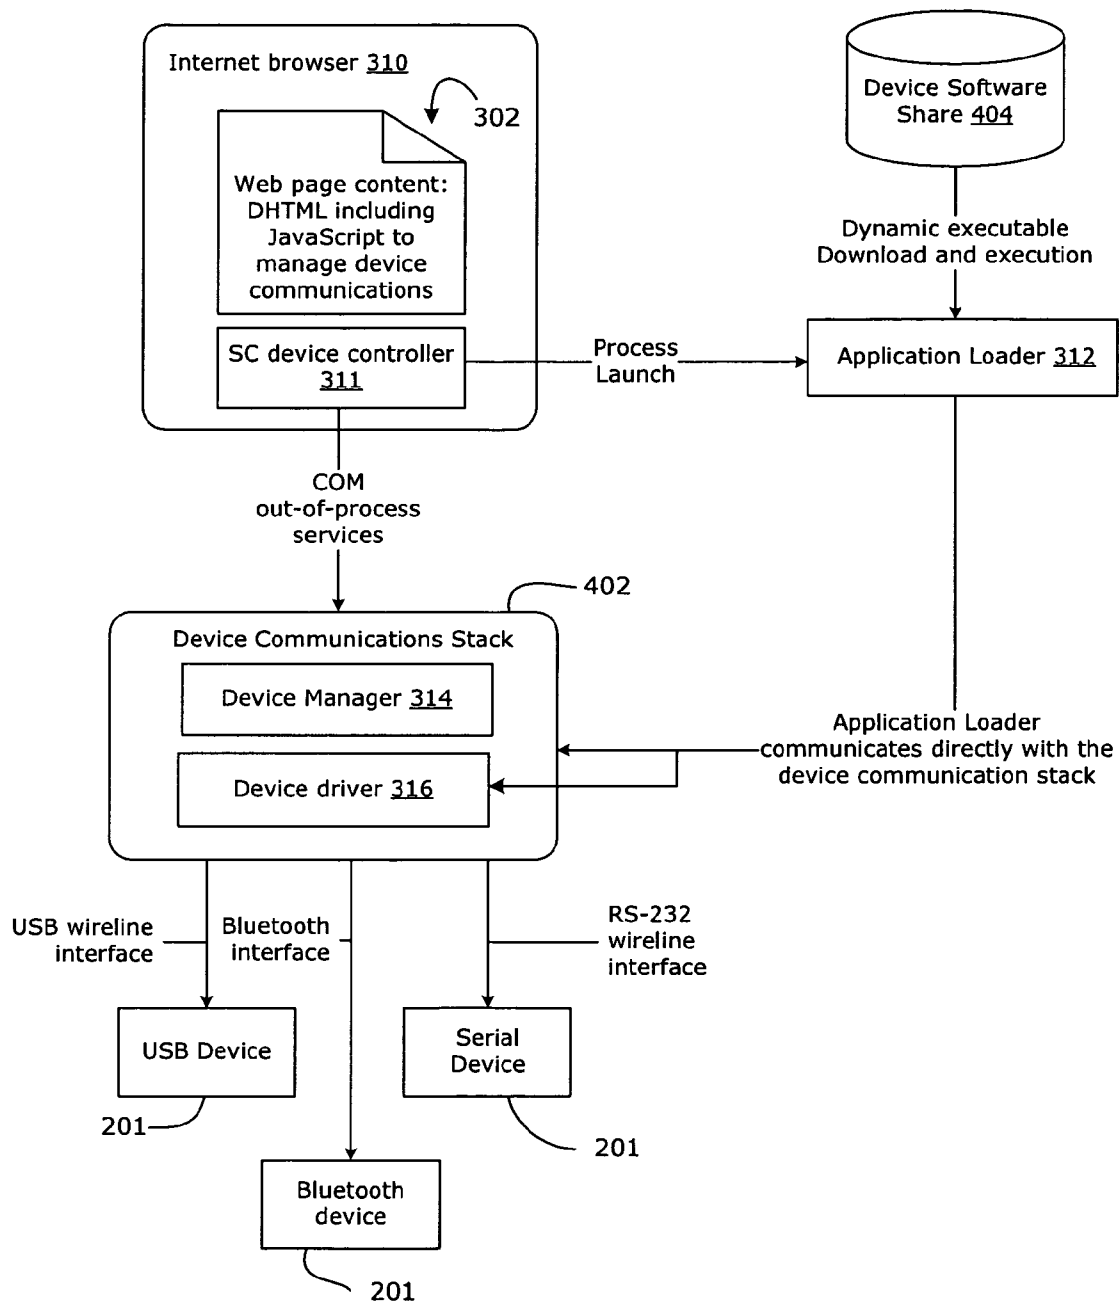 Internet browser 310
302
Web page content:
DHTML including
JavaScript to
manage device
communications
SC device controller
311
Device Software
Share 404
Dynamic executable
Download and execution
Process
Launch
Application Loader 312
COM
out-of-process
services
402
Device Communications Stack
Device Manager 314
Device driver 316
Application Loader
communicates directly with the
device communication stack
USB wireline
interface
Bluetooth
interface
RS-232
wireline
interface
USB Device
201
Serial
Device
201
Bluetooth
device
201